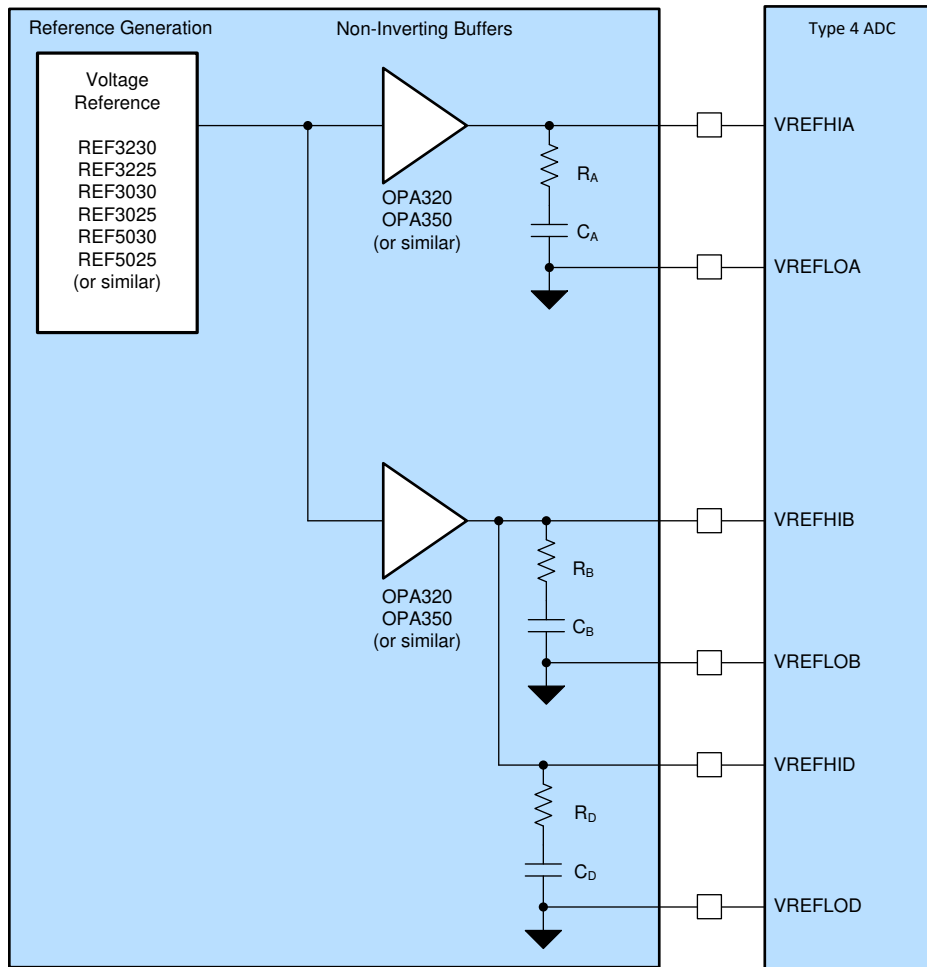 Reference Generation
Non-Inverting Buffers
Type 4 ADC
Voltage
Reference
REF3230
REF3225
REF3030
REF3025
REF5030
REF5025
(or similar)
OPA320
OPA350
(or similar)
RA
CA
VREFHIA
VREFLOA
OPA320
OPA350
(or similar)
RB
CB
VREFHIB
VREFLOB
RD
CD
VREFHID
VREFLOD